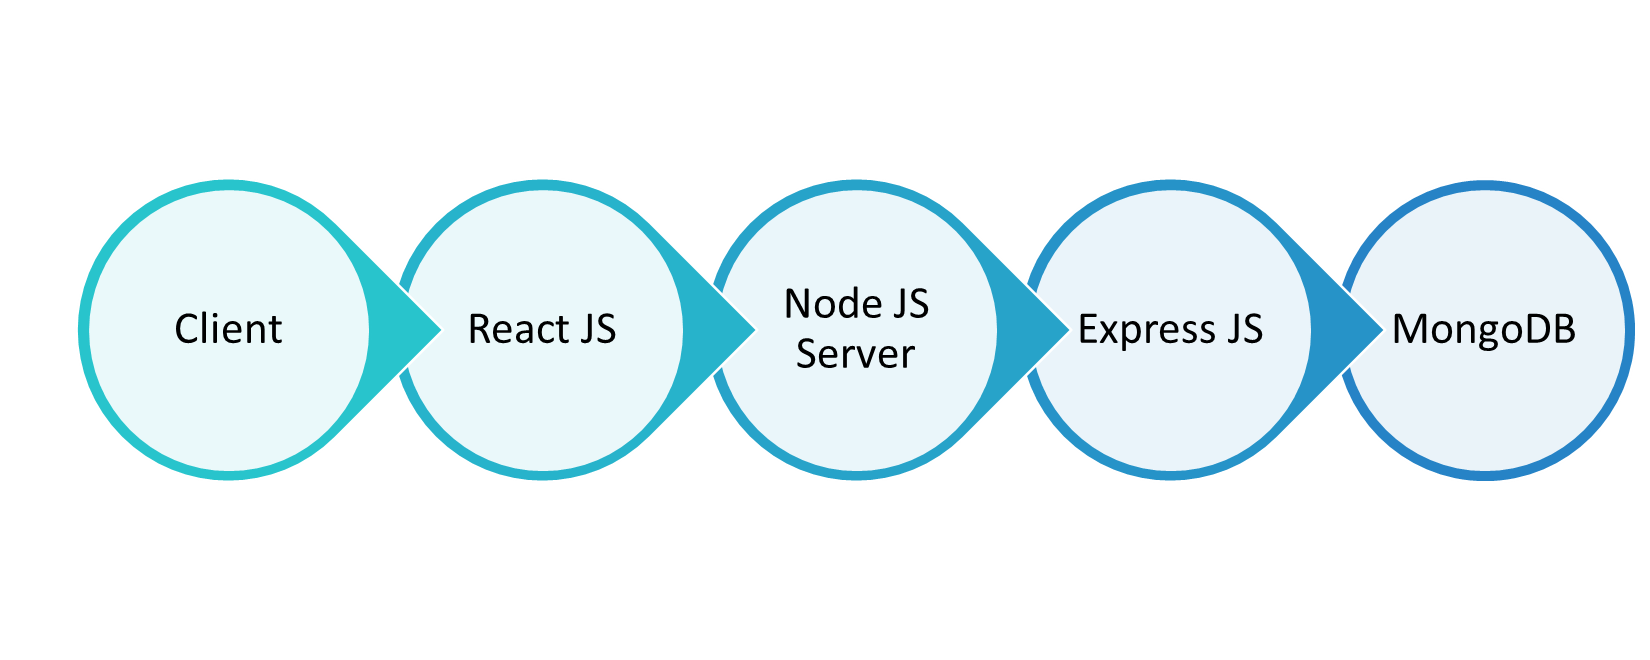 Client
React JS
Node JS
Server
Express JS
MongoDB